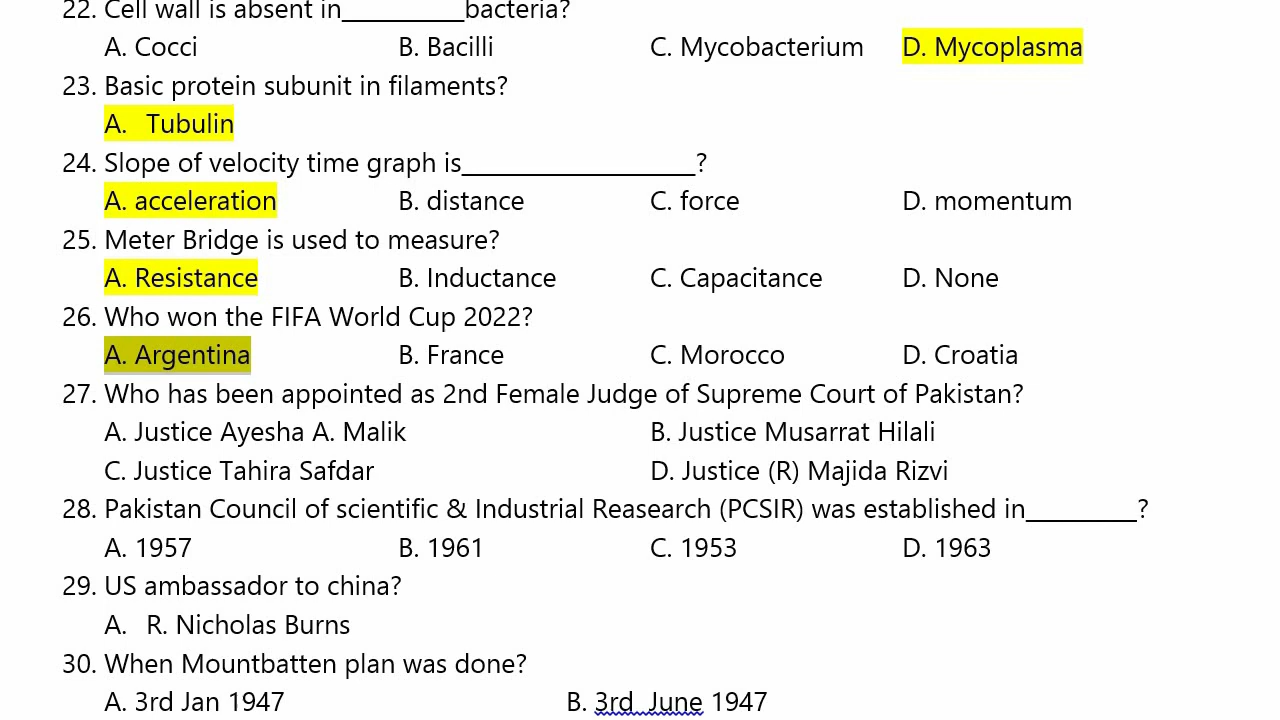 22. Cell wall is absent in__________bacteria?
A. Cocci B. Bacilli C. Mycobacterium D. Mycoplasma
23. Basic protein subunit in filaments?
A. Tubulin
24. Slope of velocity time graph is___________________?
A. acceleration B. distance C. force D. momentum
25. Meter Bridge is used to measure?
A. Resistance B. Inductance C. Capacitance D. None
26. Who won the FIFA World Cup 2022?
A. Argentina B. France C. Morocco D. Croatia
27. Who has been appointed as 2nd Female Judge of Supreme Court of Pakistan?
A. Justice Ayesha A. Malik B. Justice Musarrat Hilali
C. Justice Tahira Safdar D. Justice (R) Majida Rizvi
28. Pakistan Council of scientific & Industrial Reasearch (PCSIR) was established in_________?
A. 1957 B. 1961 C. 1953 D. 1963
29. US ambassador to china?
A. R. Nicholas Burns
30. When Mountbatten plan was done?
A. 3rd Jan 1947 B. 3rd June 1947